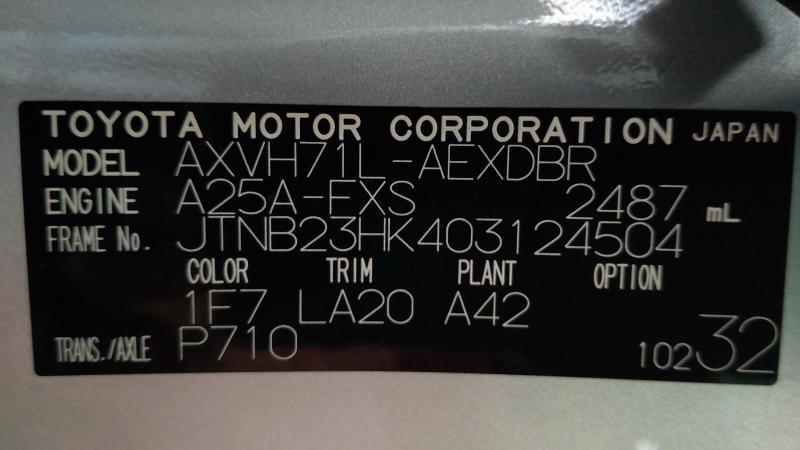 TOYOTA MOTOR CORPORATION JAPAN
MODEL AXVH71L-AEXDBR
ENGINE A25A-FXS 2487 mL
FRAME No. JTNB23HK403124504
COLOR TRIM PLANT OPTION
1F7 LA20 A42
TRANS./AXLE P710 10232